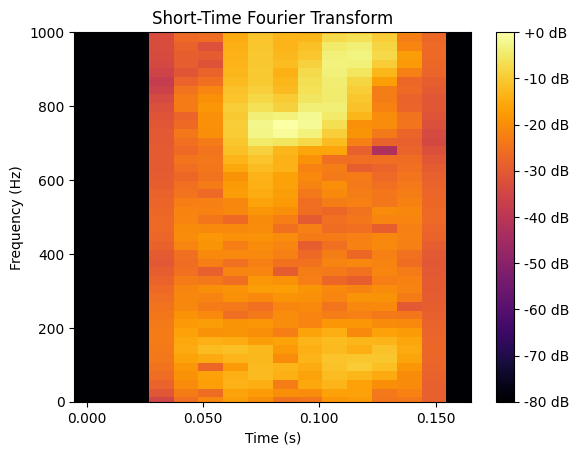 Short-Time Fourier Transform
1000
800
600
400
200
0
Frequency (Hz)
0.000
0.050
0.100
0.150
Time (s)
+0 dB
-10 dB
-20 dB
-30 dB
-40 dB
-50 dB
-60 dB
-70 dB
-80 dB